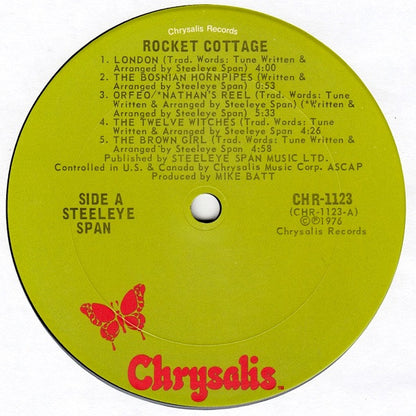 Chrysalis Records
ROCKET COTTAGE
1. LONDON (Trad. Words: Tune Written &
Arranged by Steeleye Span) 4:00
2. THE BOSNIAN HORNPIPES (Written &
Arranged by Steeleye Span) 0:53
3. ORFEO/*NATHAN'S REEL (Trad. Words: Tune
Written & Arranged by Steeleye Span) (*Written &
Arranged by Steeleye Span) 5:33
4. THE TWELVE WITCHES (Trad. Words: Tune
Written & Arranged by Steeleye Span) 4:26
5. THE BROWN GIRL (Trad. Words: Tune Written &
Arranged by Steeleye Span) 4:58
Published by STEELEYE SPAN MUSIC LTD.
Controlled in U.S. & Canada by Chrysalis Music Corp. ASCAP
Produced by MIKE BATT
SIDE A
STEELEYE
SPAN
CHR-1123
(CHR-1123-A)
©℗1976
Chrysalis Records
Chrysalis™